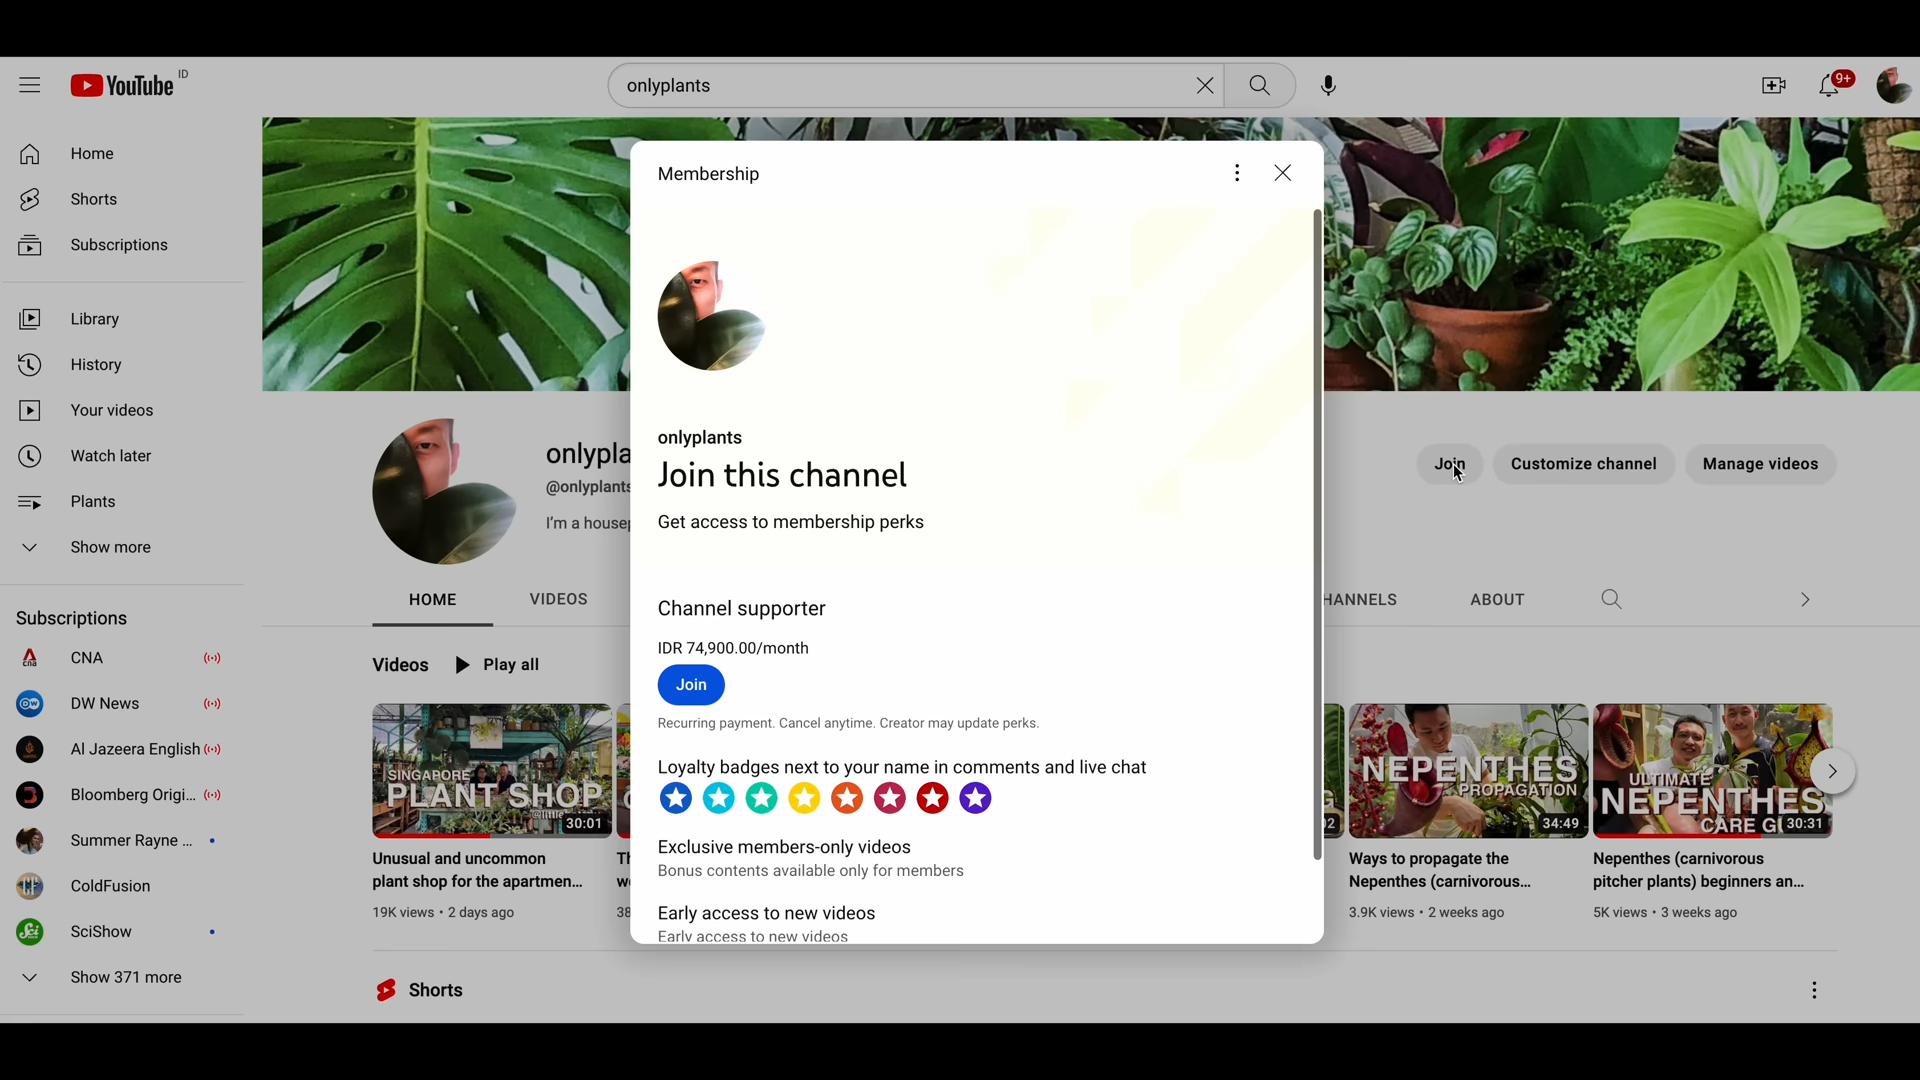 YouTube ID
onlyplants
9+
Home
Shorts
Subscriptions
Library
History
Your videos
Watch later
Plants
Show more
Subscriptions
CNA
DW News
Al Jazeera English
Bloomberg Origi...
Summer Rayne ...
ColdFusion
SciShow
Show 371 more
onlypla
@onlyplants
I'm a housep
Join
Customize channel
Manage videos
HOME
VIDEOS
HANNELS
ABOUT
Videos
Play all
SINGAPORE
PLANT SHOP
30:01
Unusual and uncommon
plant shop for the apartmen...
19K views • 2 days ago
38
02
NEPENTHES
PROPAGATION
34:49
Ways to propagate the
Nepenthes (carnivorous...
3.9K views • 2 weeks ago
ULTIMATE
NEPENTHES
CARE G
30:31
Nepenthes (carnivorous
pitcher plants) beginners an...
5K views • 3 weeks ago
Shorts
Membership
onlyplants
Join this channel
Get access to membership perks
Channel supporter
IDR 74,900.00/month
Join
Recurring payment. Cancel anytime. Creator may update perks.
Loyalty badges next to your name in comments and live chat
Exclusive members-only videos
Bonus contents available only for members
Early access to new videos
Early access to new videos